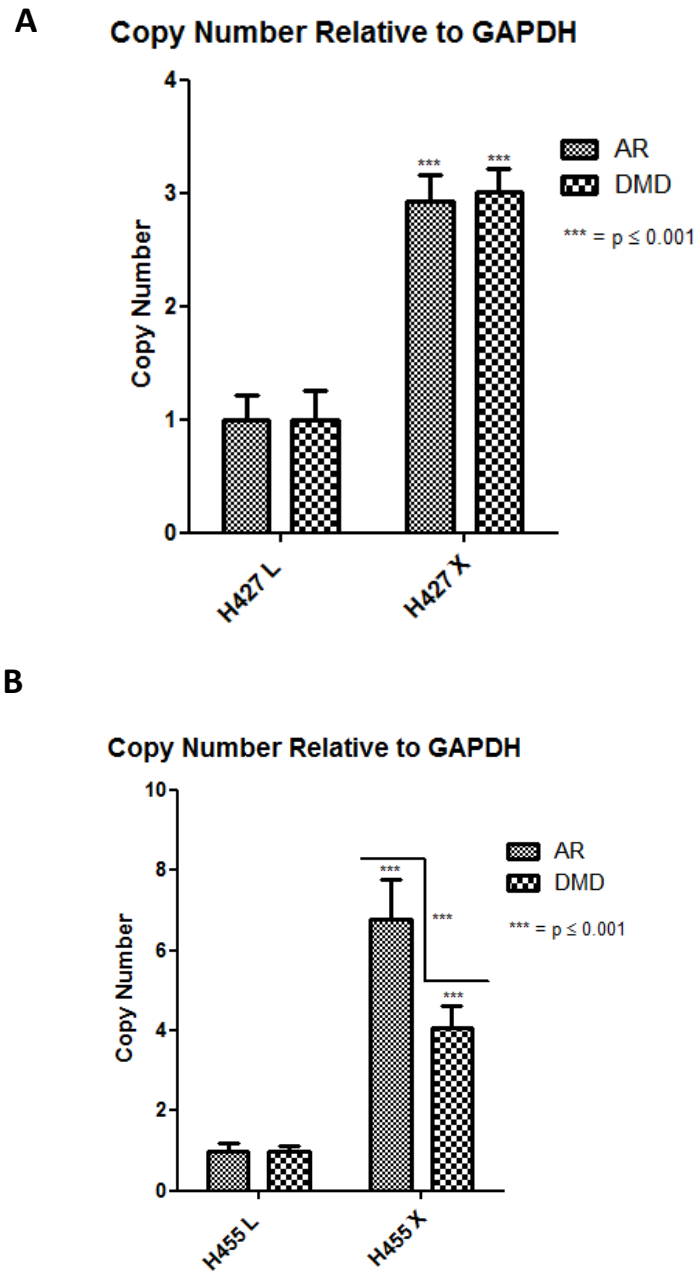 A
Copy Number Relative to GAPDH
4
3
2
1
0
Copy Number
*** ***
AR
DMD
*** = p ≤ 0.001
H427 L
H427 X
B
Copy Number Relative to GAPDH
10
8
6
4
2
0
Copy Number
***
***
***
AR
DMD
*** = p ≤ 0.001
H455 L
H455 X